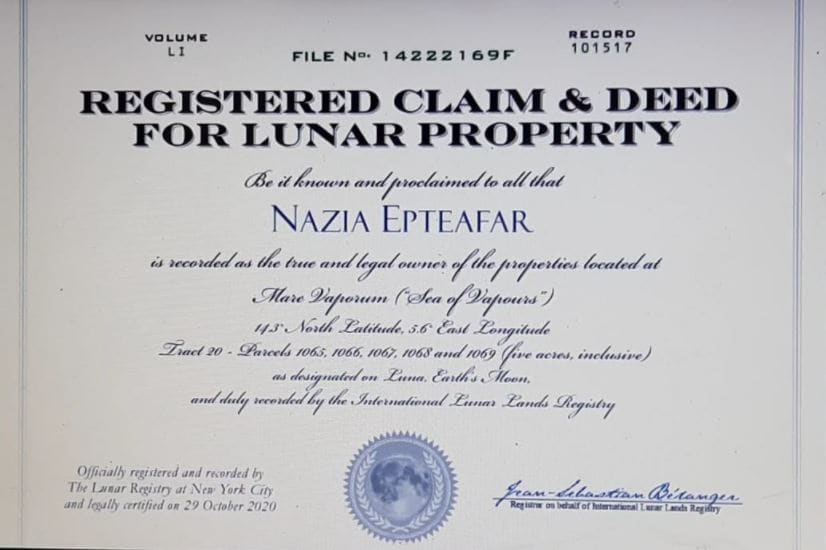 VOLUME
LI
FILE No. 14222169F
RECORD
101517
REGISTERED CLAIM & DEED
FOR LUNAR PROPERTY
Be it known and proclaimed to all that
NAZIA EPTEAFAR
is recorded as the true and legal owner of the properties located at
Mare Vaporum ("Sea of Vapours")
14.3° North Latitude, 5.6° East Longitude
Tract 20 - Parcels 1065, 1066, 1067, 1068 and 1069 (five acres, inclusive)
as designated on Luna, Earth's Moon,
and duly recorded by the International Lunar Lands Registry
Officially registered and recorded by
The Lunar Registry at New York City
and legally certified on 29 October 2020
Jean-Sebastian Béranger
Registrar on behalf of International Lunar Lands Registry